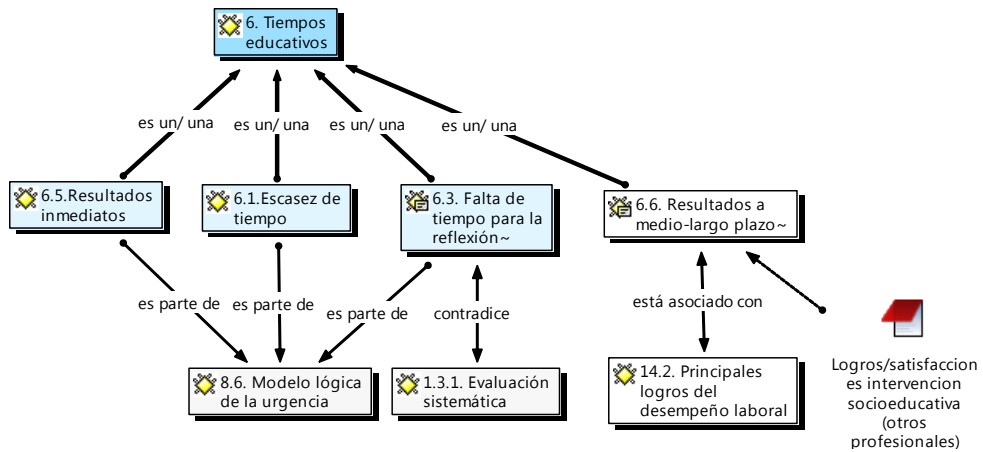 6. Tiempos
educativos
es un/ una
es un/ una
es un/ una
es un/ una
6.5.Resultados
inmediatos
6.1.Escasez de
tiempo
6.3. Falta de
tiempo para la
reflexión~
6.6. Resultados a
medio-largo plazo~
es parte de
es parte de
es parte de
contradice
está asociado con
8.6. Modelo lógica
de la urgencia
1.3.1. Evaluación
sistemática
14.2. Principales
logros del
desempeño laboral
Logros/satisfaccion
es intervencion
socioeducativa
(otros
profesionales)